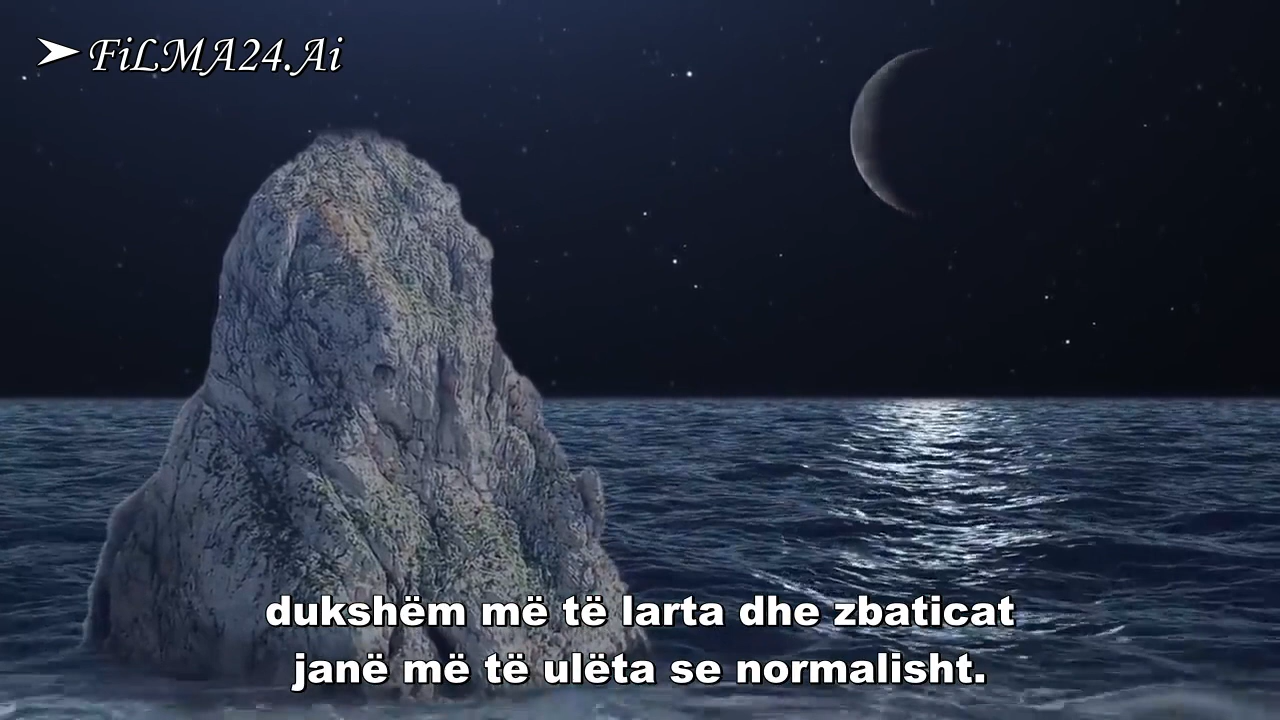 FiLMA24.Ai
dukshëm më të larta dhe zbaticat
janë më të ulëta se normalisht.